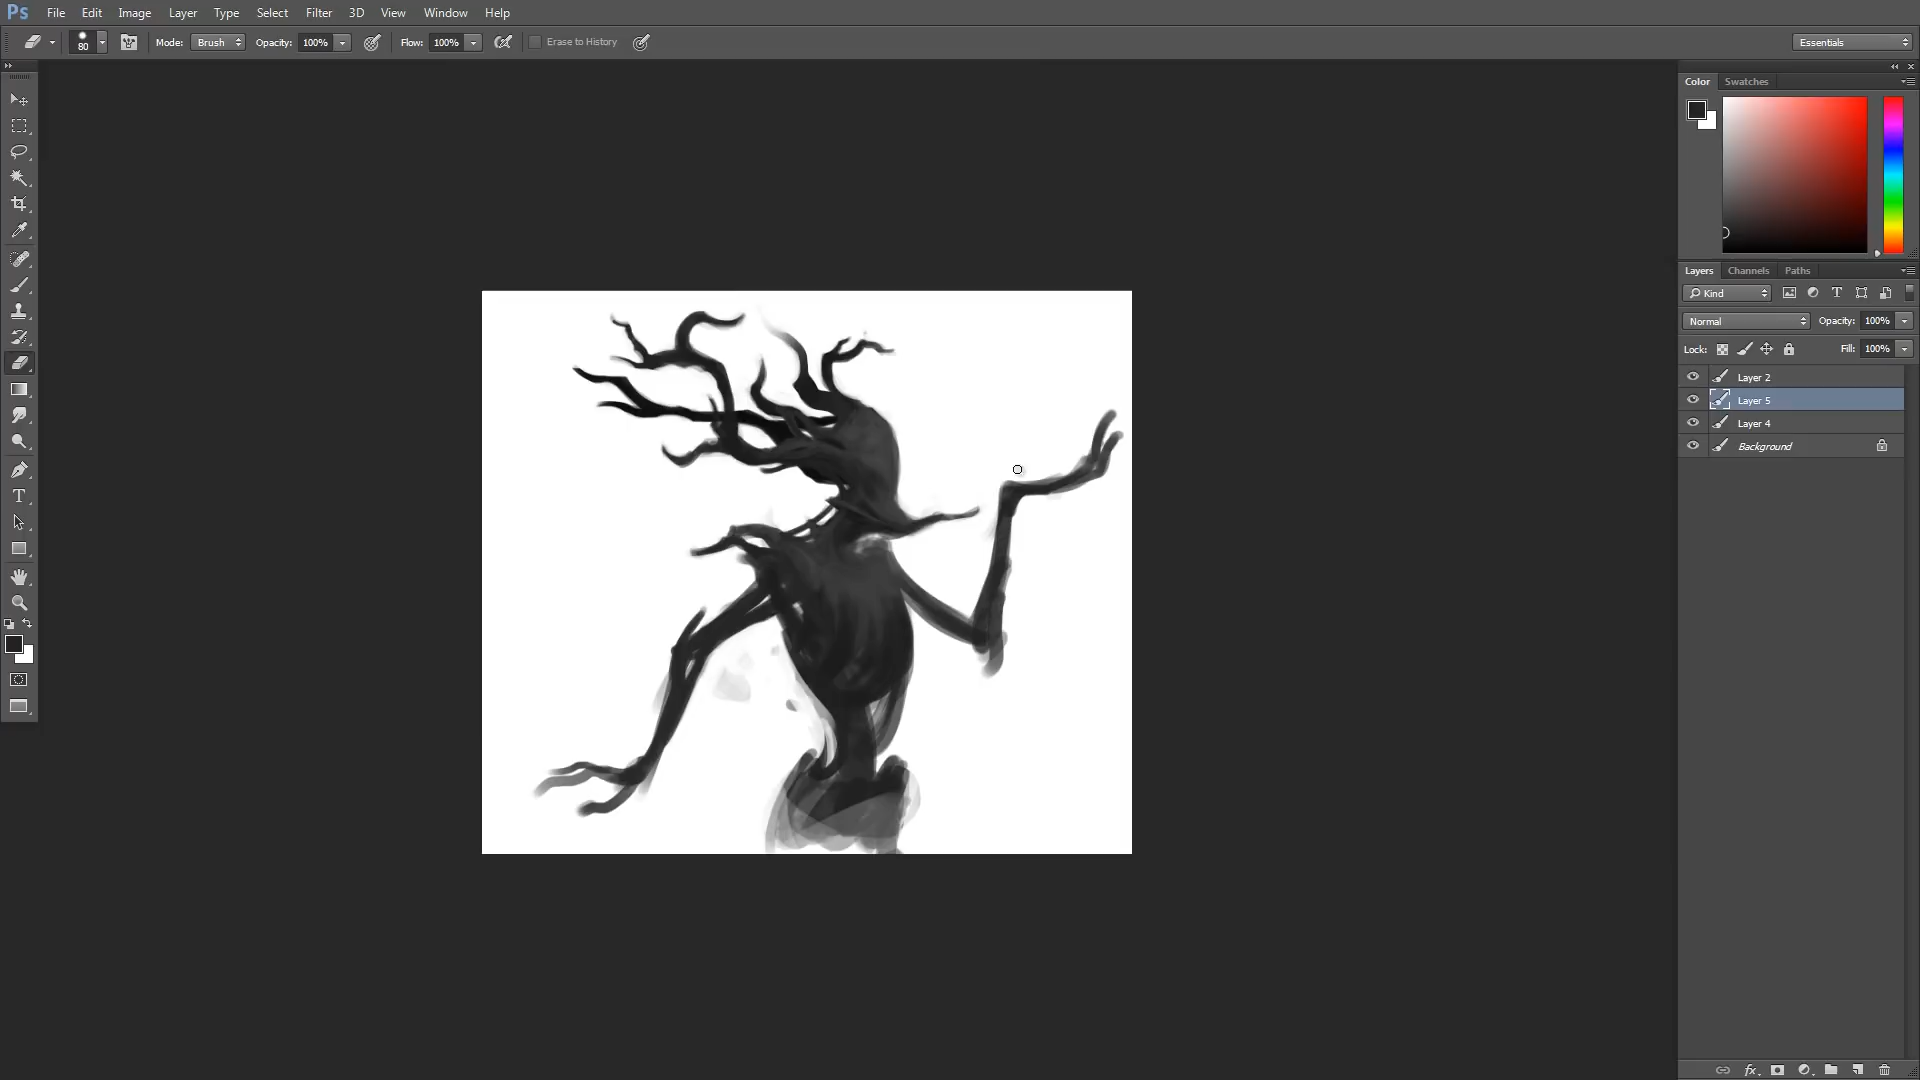 Ps File Edit Image Layer Type Select Filter 3D View Window Help
80 Mode: Brush Opacity: 100% Flow: 100% Erase to History Essentials
Color Swatches
Layers Channels Paths
Kind T
Normal Opacity: 100%
Lock: Fill: 100%
Layer 2
Layer 5
Layer 4
Background
T
fx